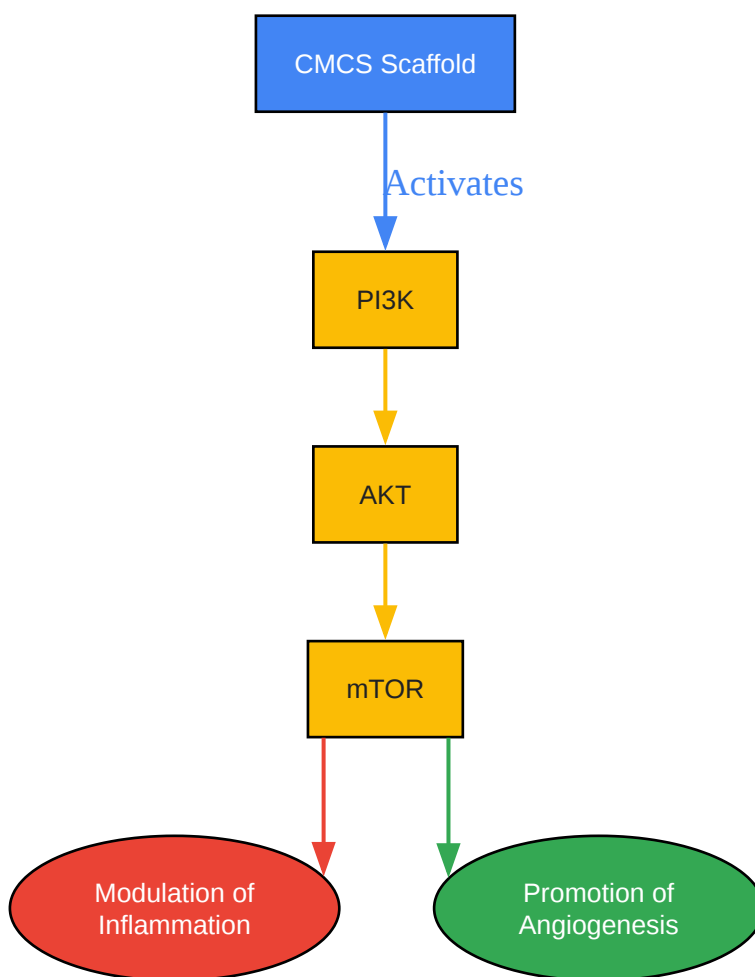 CMCS Scaffold
Activates
PI3K
AKT
mTOR
Modulation of
Inflammation
Promotion of
Angiogenesis